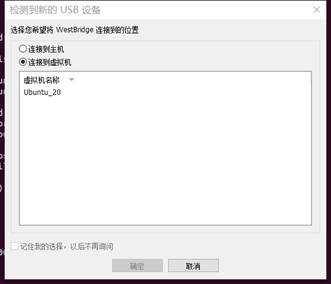 检测到新的 USB 设备
选择您希望将 WestBridge 连接到的位置
连接到主机
连接到虚拟机
虚拟机名称
Ubuntu_20
记住我的选择，以后不再询问
确定
取消